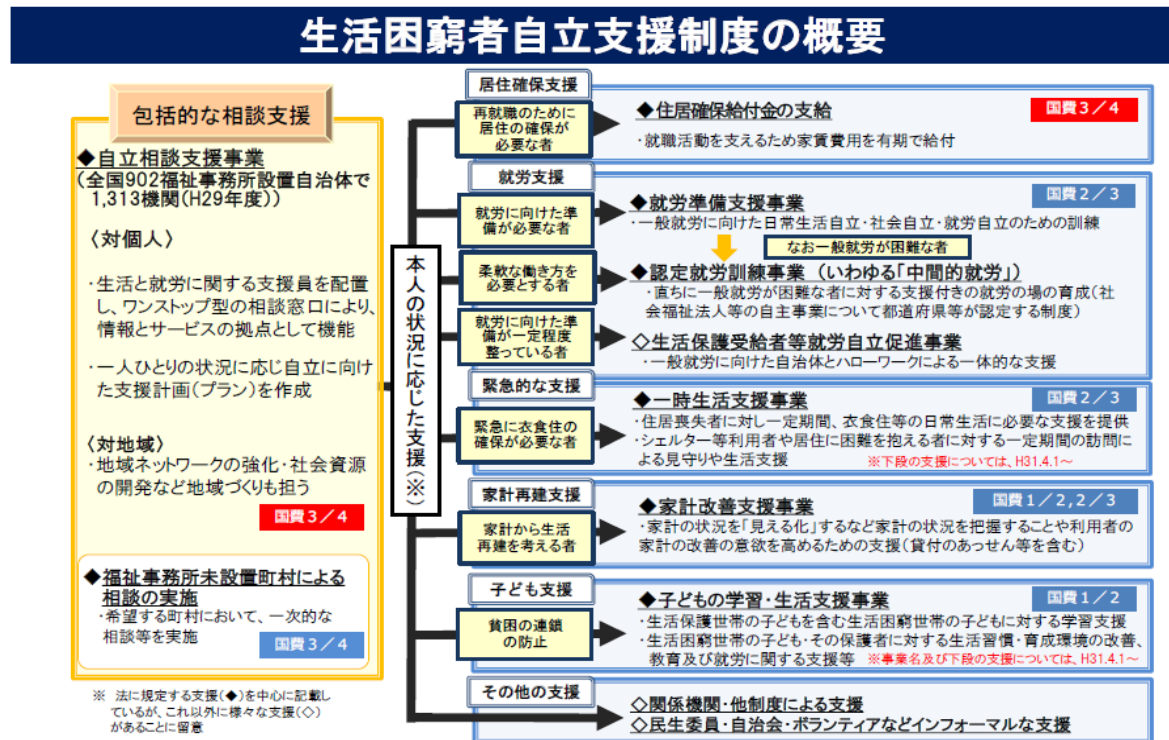 生活困窮者自立支援制度の概要
包括的な相談支援
◆自立相談支援事業
(全国902福祉事務所設置自治体で
1,313機関(H29年度))
〈対個人〉
・生活と就労に関する支援員を配置
し、ワンストップ型の相談窓口により、
情報とサービスの拠点として機能
・一人ひとりの状況に応じ自立に向け
た支援計画(プラン)を作成
〈対地域〉
・地域ネットワークの強化・社会資源
の開発など地域づくりも担う
国費3/4
◆福祉事務所未設置町村による
相談の実施
・希望する町村において、一次的な
相談等を実施
国費3/4
※ 法に規定する支援(◆)を中心に記載し
ているが、これ以外に様々な支援(◇)
があることに留意
本人の状況に応じた支援(※)
居住確保支援
再就職のために
居住の確保が
必要な者
◆住居確保給付金の支給
国費3/4
・就職活動を支えるため家賃費用を有期で給付
就労支援
就労に向けた準
備が必要な者
国費2/3
◆就労準備支援事業
・一般就労に向けた日常生活自立・社会自立・就労自立のための訓練
なお一般就労が困難な者
柔軟な働き方を
必要とする者
◆認定就労訓練事業 (いわゆる「中間的就労」)
・直ちに一般就労が困難な者に対する支援付きの就労の場の育成(社
会福祉法人等の自主事業について都道府県等が認定する制度)
就労に向けた準
備が一定程度
整っている者
◇生活保護受給者等就労自立促進事業
・一般就労に向けた自治体とハローワークによる一体的な支援
緊急的な支援
緊急に衣食住の
確保が必要な者
◆一時生活支援事業
国費2/3
・住居喪失者に対し一定期間、衣食住等の日常生活に必要な支援を提供
・シェルター等利用者や居住に困難を抱える者に対する一定期間の訪問に
よる見守りや生活支援 ※下段の支援については、H31.4.1~
家計再建支援
家計から生活
再建を考える者
◆家計改善支援事業
国費1/2,2/3
・家計の状況を「見える化」するなど家計の状況を把握することや利用者の
家計の改善の意欲を高めるための支援(貸付のあっせん等を含む)
子ども支援
貧困の連鎖
の防止
◆子どもの学習・生活支援事業
国費1/2
・生活保護世帯の子どもを含む生活困窮世帯の子どもに対する学習支援
・生活困窮世帯の子ども・その保護者に対する生活習慣・育成環境の改善、
教育及び就労に関する支援等 ※事業名及び下段の支援については、H31.4.1~
その他の支援
◇関係機関・他制度による支援
◇民生委員・自治会・ボランティアなどインフォーマルな支援